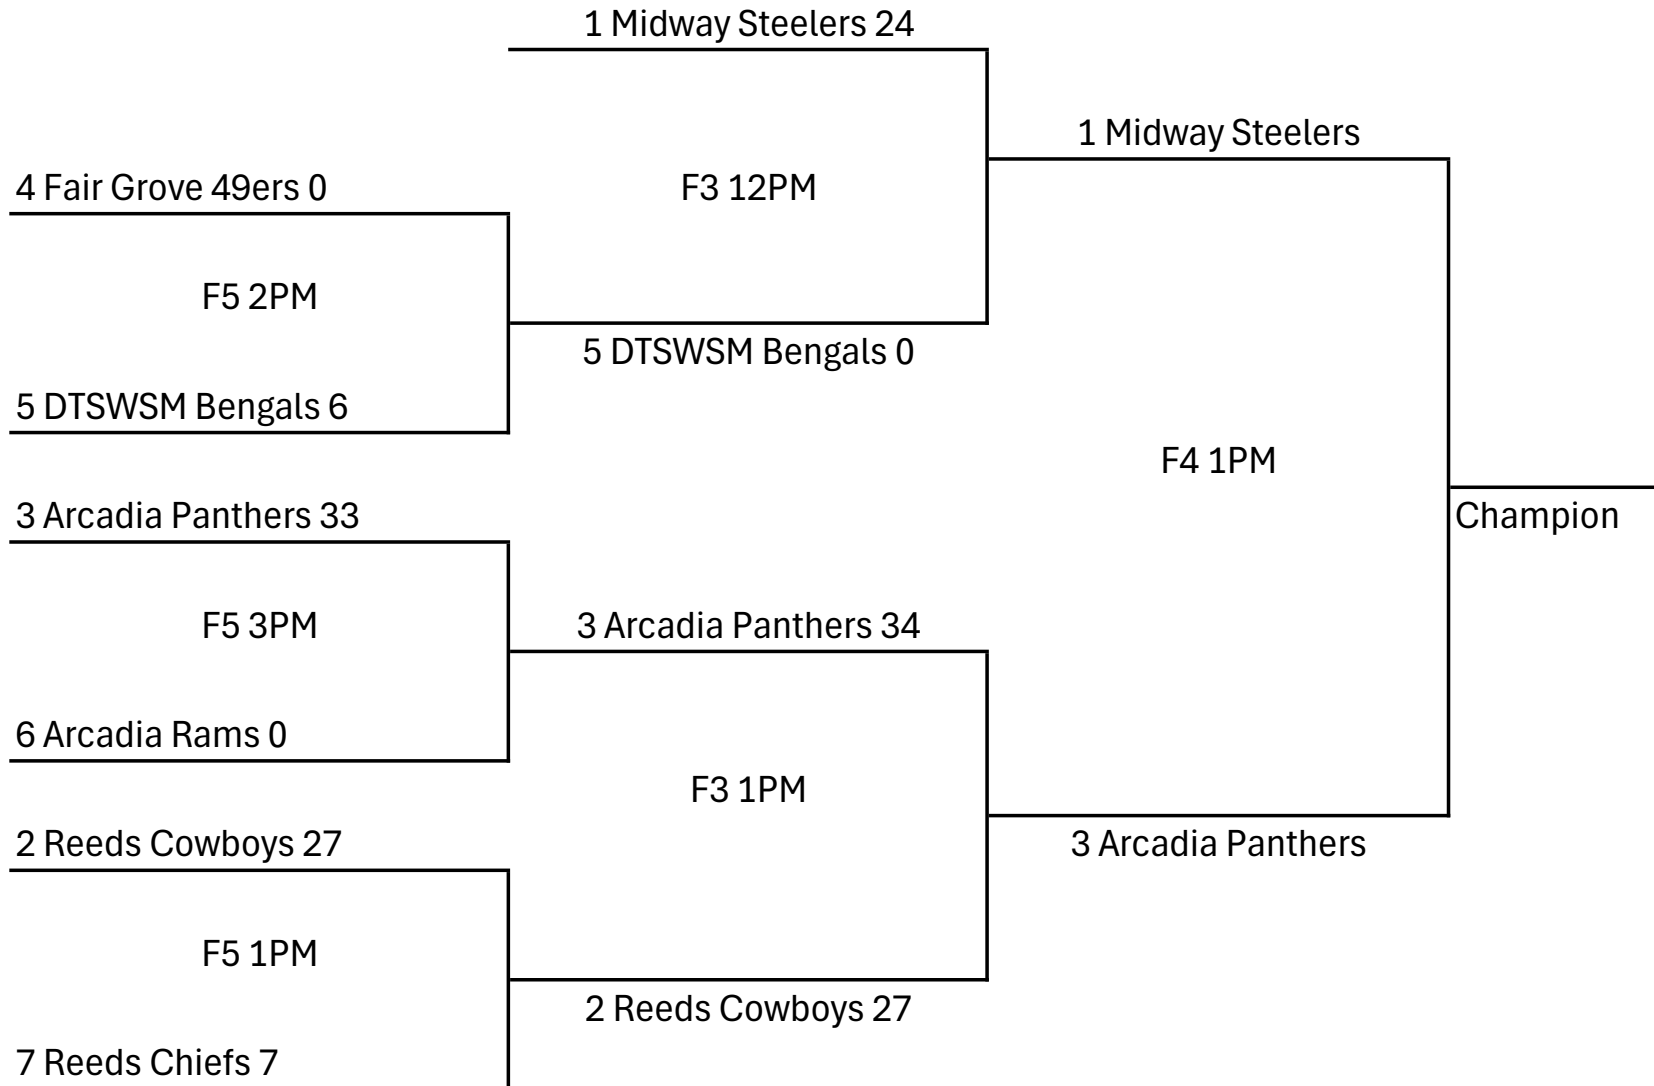 1 Midway Steelers 24
1 Midway Steelers
4 Fair Grove 49ers 0
F3 12PM
F5 2PM
5 DTSWSM Bengals 0
5 DTSWSM Bengals 6
F4 1PM
3 Arcadia Panthers 33
Champion
F5 3PM
3 Arcadia Panthers 34
6 Arcadia Rams 0
F3 1PM
2 Reeds Cowboys 27
3 Arcadia Panthers
F5 1PM
2 Reeds Cowboys 27
7 Reeds Chiefs 7